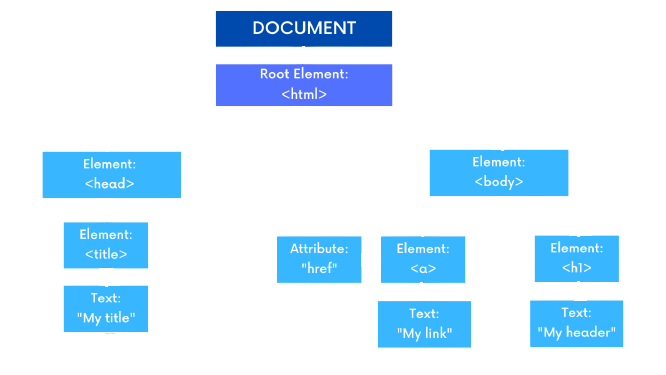 DOCUMENT
Root Element:
<html>
Element:
<head>
Element:
<body>
Element:
<title>
Attribute:
"href"
Element:
<a>
Element:
<h1>
Text:
"My title"
Text:
"My link"
Text:
"My header"